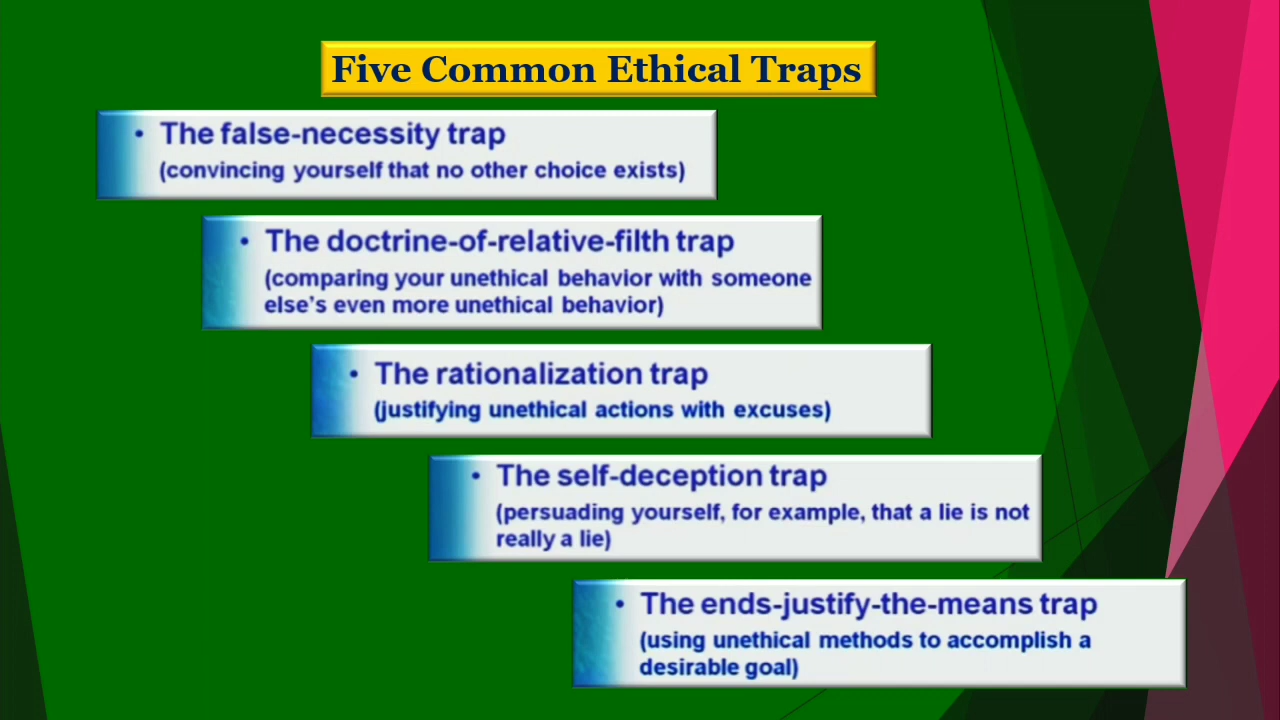 Five Common Ethical Traps
• The false-necessity trap
(convincing yourself that no other choice exists)
• The doctrine-of-relative-filth trap
(comparing your unethical behavior with someone
else's even more unethical behavior)
• The rationalization trap
(justifying unethical actions with excuses)
• The self-deception trap
(persuading yourself, for example, that a lie is not
really a lie)
• The ends-justify-the-means trap
(using unethical methods to accomplish a
desirable goal)